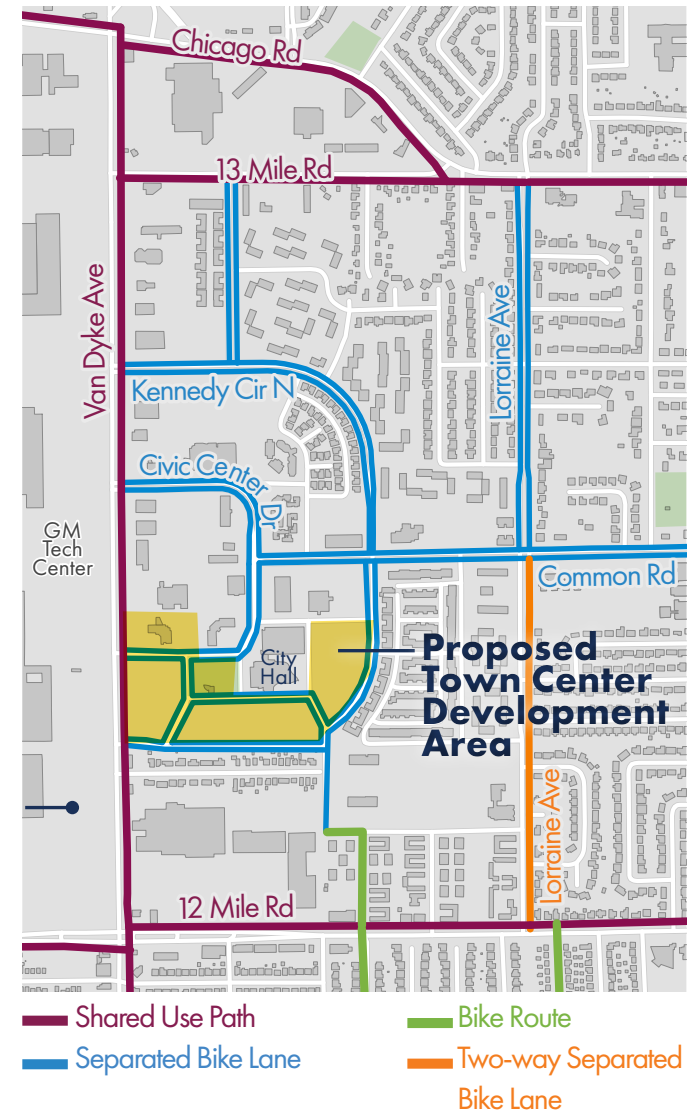 Chicago Rd
13 Mile Rd
Van Dyke Ave
Lorraine Ave
Kennedy Cir N
Civic Center Dr
GM
Tech
Center
Common Rd
City
Hall
Proposed
Town Center
Development
Area
Lorraine Ave
12 Mile Rd
Shared Use Path
Bike Route
Separated Bike Lane
Two-way Separated
Bike Lane